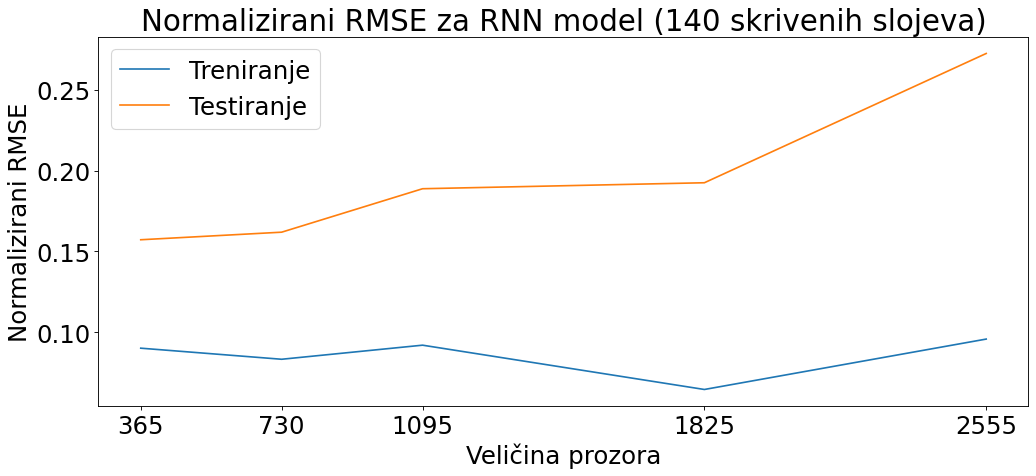 Normalizirani RMSE za RNN model (140 skrivenih slojeva)
Treniranje
Testiranje
Normalizirani RMSE
0.25
0.20
0.15
0.10
365 730 1095 1825 2555
Veličina prozora